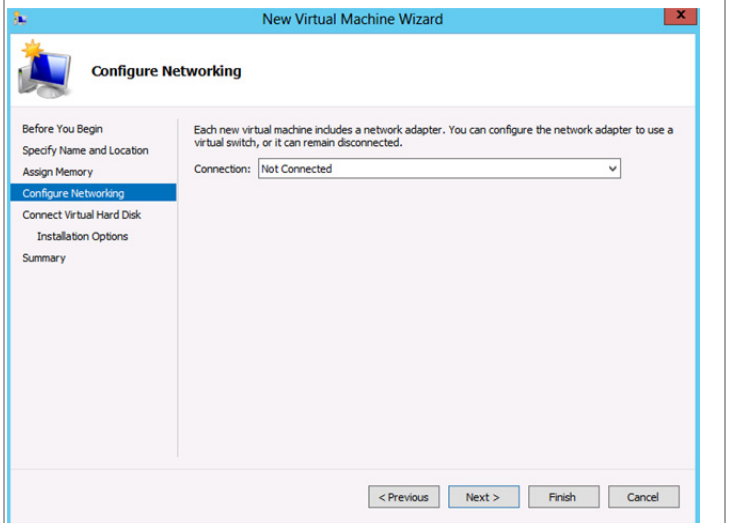 New Virtual Machine Wizard
x
Configure Networking
Before You Begin
Specify Name and Location
Assign Memory
Configure Networking
Connect Virtual Hard Disk
Installation Options
Summary
Each new virtual machine includes a network adapter. You can configure the network adapter to use a
virtual switch, or it can remain disconnected.
Connection: Not Connected
< Previous Next > Finish Cancel